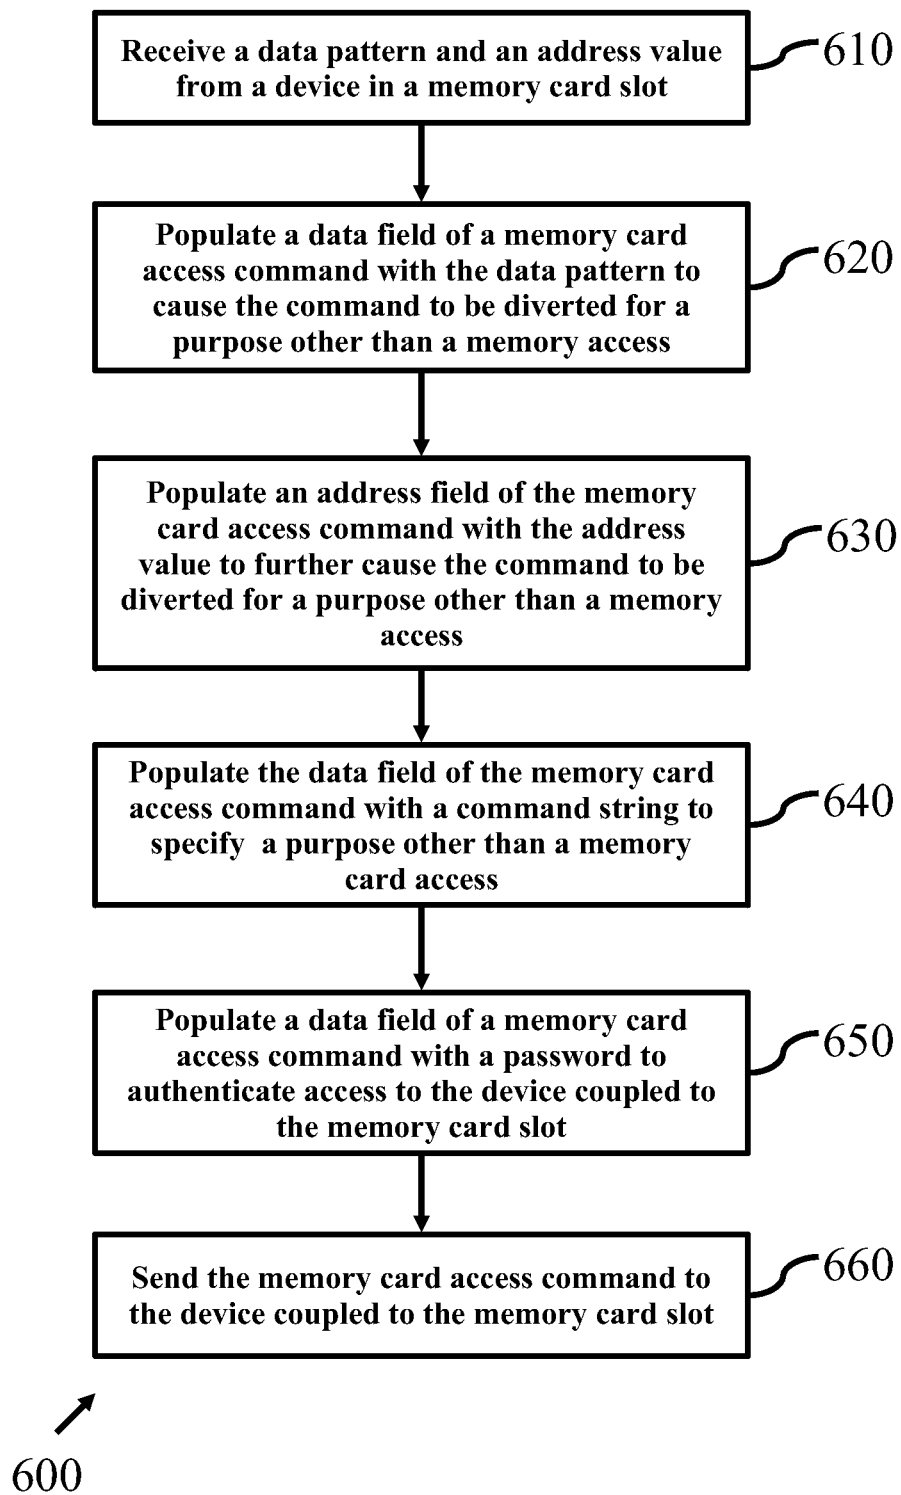 Receive a data pattern and an address value
from a device in a memory card slot
610
Populate a data field of a memory card
access command with the data pattern to
cause the command to be diverted for a
purpose other than a memory access
620
Populate an address field of the memory
card access command with the address
value to further cause the command to be
diverted for a purpose other than a memory
access
630
Populate the data field of the memory card
access command with a command string to
specify a purpose other than a memory
card access
640
Populate a data field of a memory card
access command with a password to
authenticate access to the device coupled to
the memory card slot
650
Send the memory card access command to
the device coupled to the memory card slot
660
600